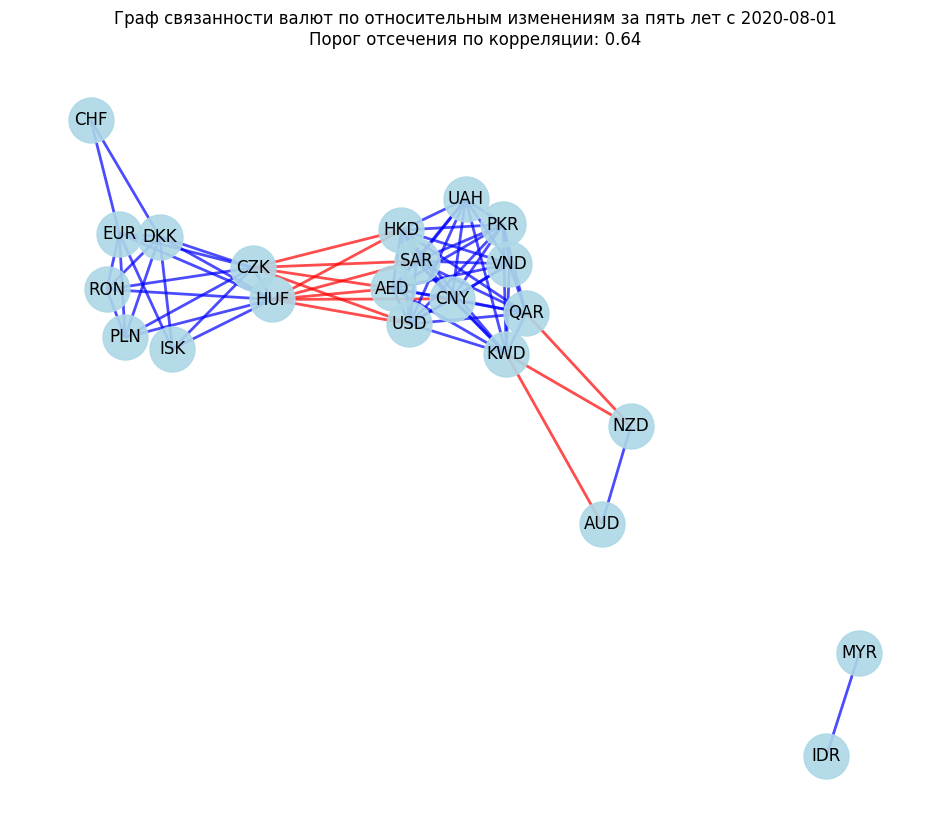 Граф связанности валют по относительным изменениям за пять лет с 2020-08-01
Порог отсечения по корреляции: 0.64
CHF
UAH
PKR
HKD
EUR
DKK
SAR
VND
CZK
RON
AED
HUF
CNY
QAR
USD
PLN
ISK
KWD
NZD
AUD
MYR
IDR